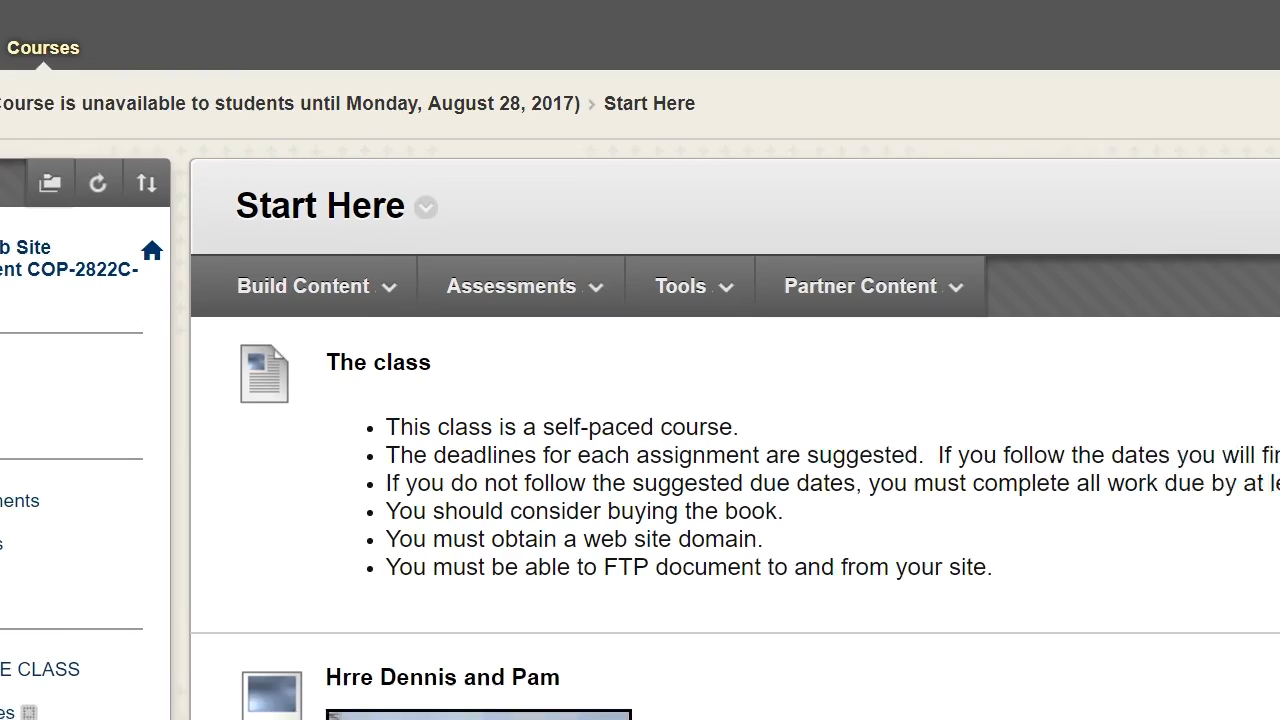 Courses
ourse is unavailable to students until Monday, August 28, 2017) > Start Here
b Site
ent COP-2822C-
Start Here
Build Content
Assessments
Tools
Partner Content
The class
This class is a self-paced course.
The deadlines for each assignment are suggested. If you follow the dates you will fin
If you do not follow the suggested due dates, you must complete all work due by at le
You should consider buying the book.
You must obtain a web site domain.
You must be able to FTP document to and from your site.
nents
s
E CLASS
es
Hrre Dennis and Pam